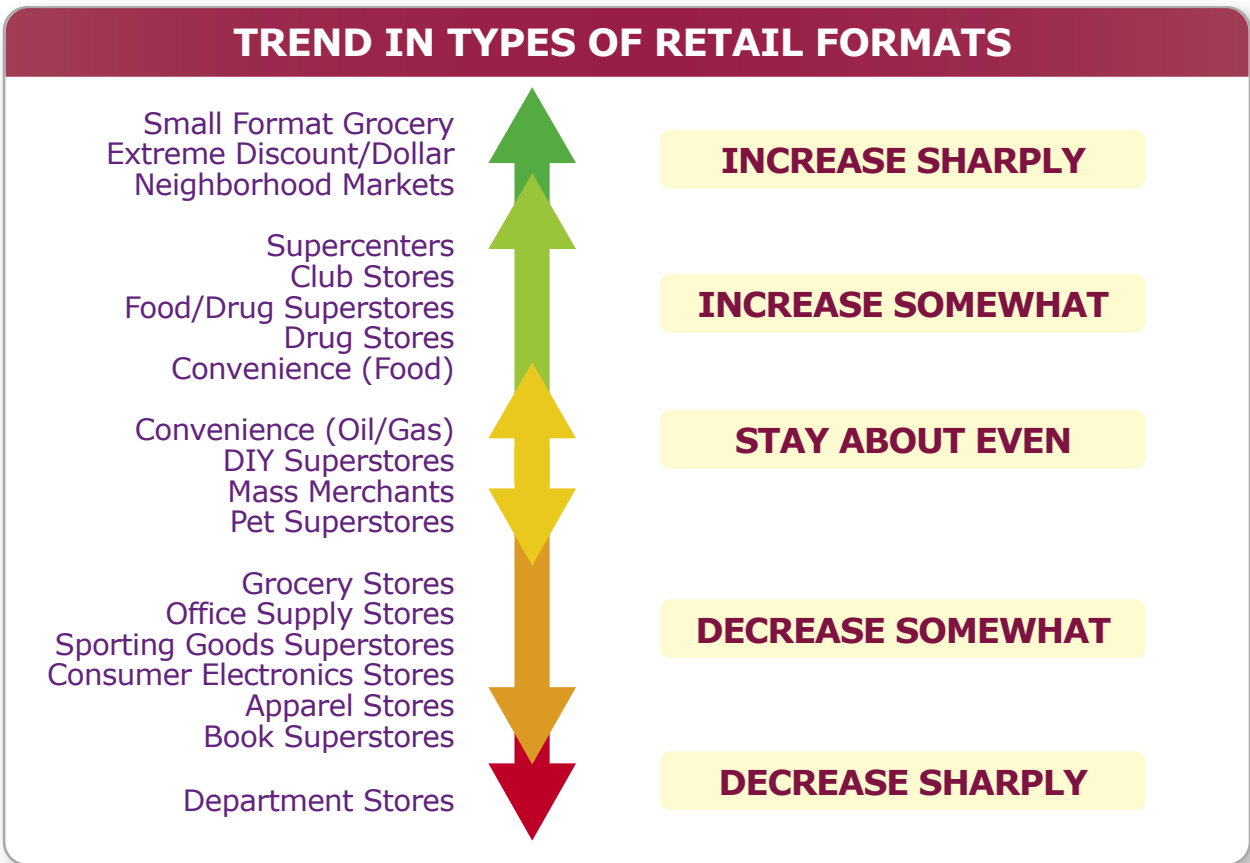 TREND IN TYPES OF RETAIL FORMATS
Small Format Grocery
Extreme Discount/Dollar
Neighborhood Markets
INCREASE SHARPLY
Supercenters
Club Stores
Food/Drug Superstores
Drug Stores
Convenience (Food)
INCREASE SOMEWHAT
Convenience (Oil/Gas)
DIY Superstores
Mass Merchants
Pet Superstores
STAY ABOUT EVEN
Grocery Stores
Office Supply Stores
Sporting Goods Superstores
Consumer Electronics Stores
Apparel Stores
Book Superstores
DECREASE SOMEWHAT
Department Stores
DECREASE SHARPLY